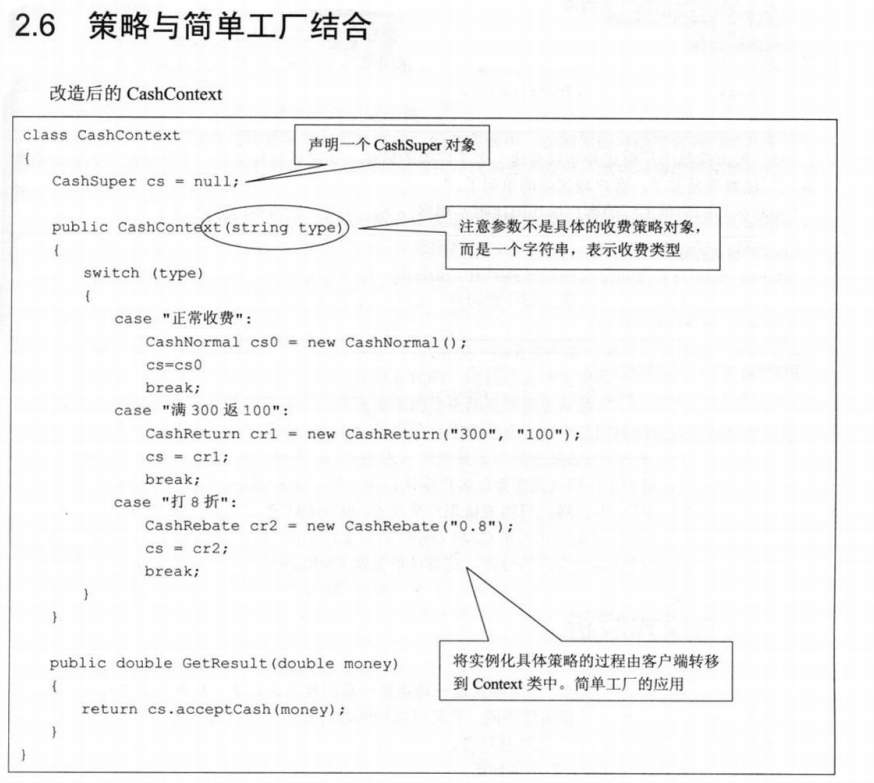 2.6 策略与简单工厂结合
改造后的 CashContext
class CashContext
{
声明一个 CashSuper 对象
CashSuper cs = null;
public CashContext(string type)
注意参数不是具体的收费策略对象，
而是一个字符串，表示收费类型
{
switch (type)
{
case "正常收费":
CashNormal cs0 = new CashNormal();
cs=cs0
break;
case "满 300 返 100":
CashReturn cr1 = new CashReturn("300", "100");
cs = cr1;
break;
case "打 8 折":
CashRebate cr2 = new CashRebate("0.8");
cs = cr2;
break;
}
}
将实例化具体策略的过程由客户端转移
到 Context 类中。简单工厂的应用
public double GetResult(double money)
{
return cs.acceptCash(money);
}
}